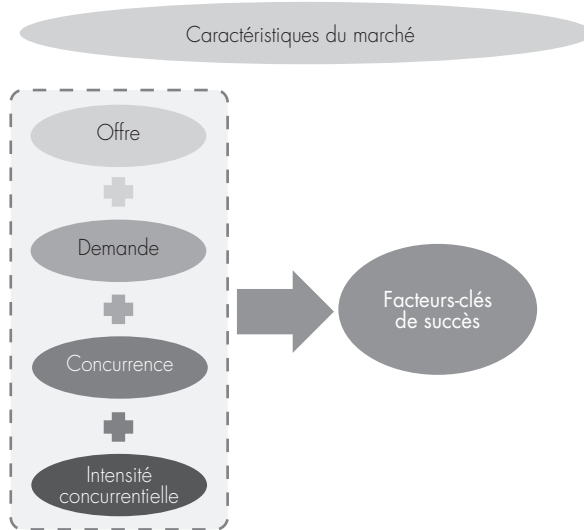 Caractéristiques du marché
Offre
Demande
Concurrence
Intensité
concurrentielle
Facteurs-clés
de succès